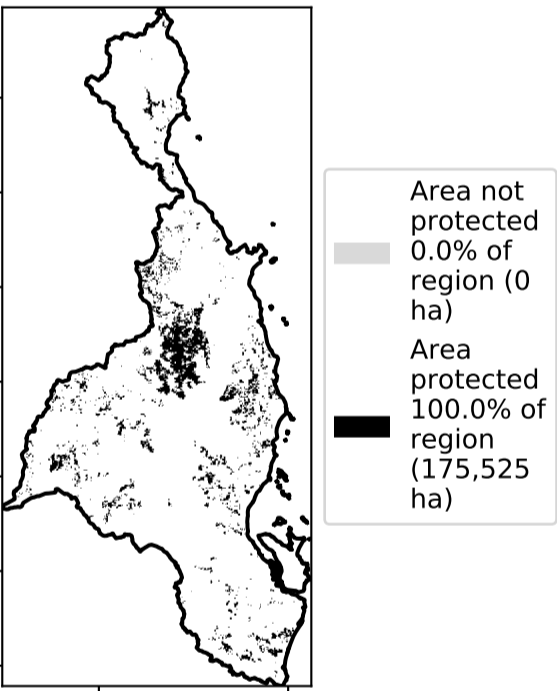 Area not
protected
0.0% of
region (0
ha)
Area
protected
100.0% of
region
(175,525
ha)